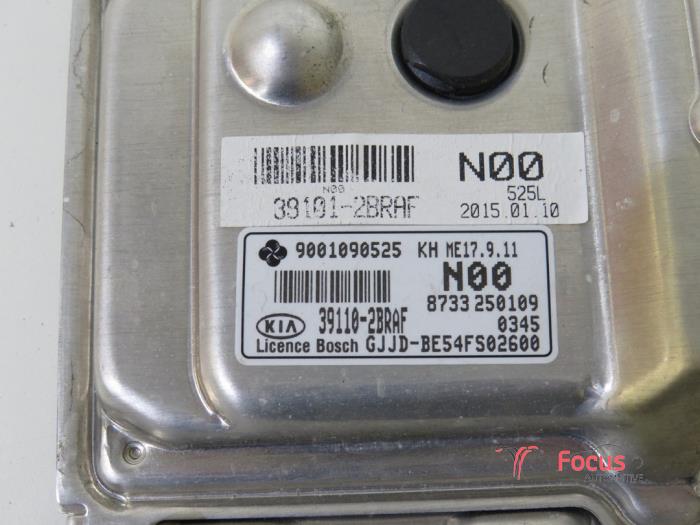 N00
525L
N00
39101-2BRAF
2015.01.10
9001090525 KH ME17.9.11
N00
8733 250109
KIA 39110-2BRAF 0345
Licence Bosch GJJD-BE54FS02600
Focus
AUTOMOTIVE